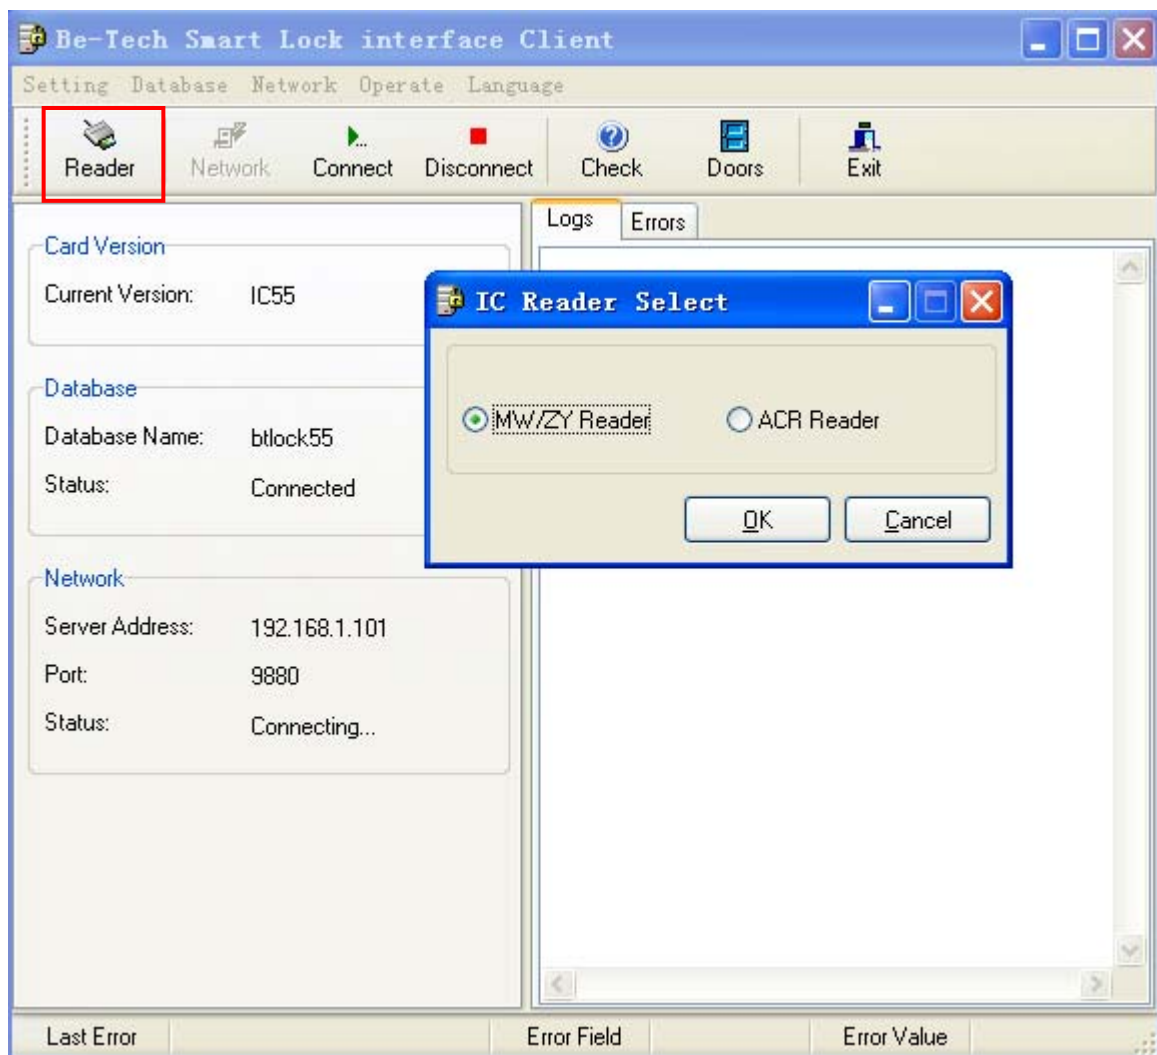 Be-Tech Smart Lock interface Client
Setting Database Network Operate Language
Reader Network Connect Disconnect Check Doors Exit
Logs Errors
Card Version
Current Version: IC55
IC Reader Select
MW/ZY Reader ACR Reader
OK Cancel
Database
Database Name: btlock55
Status: Connected
Network
Server Address: 192.168.1.101
Port: 9880
Status: Connecting...
Last Error Error Field Error Value